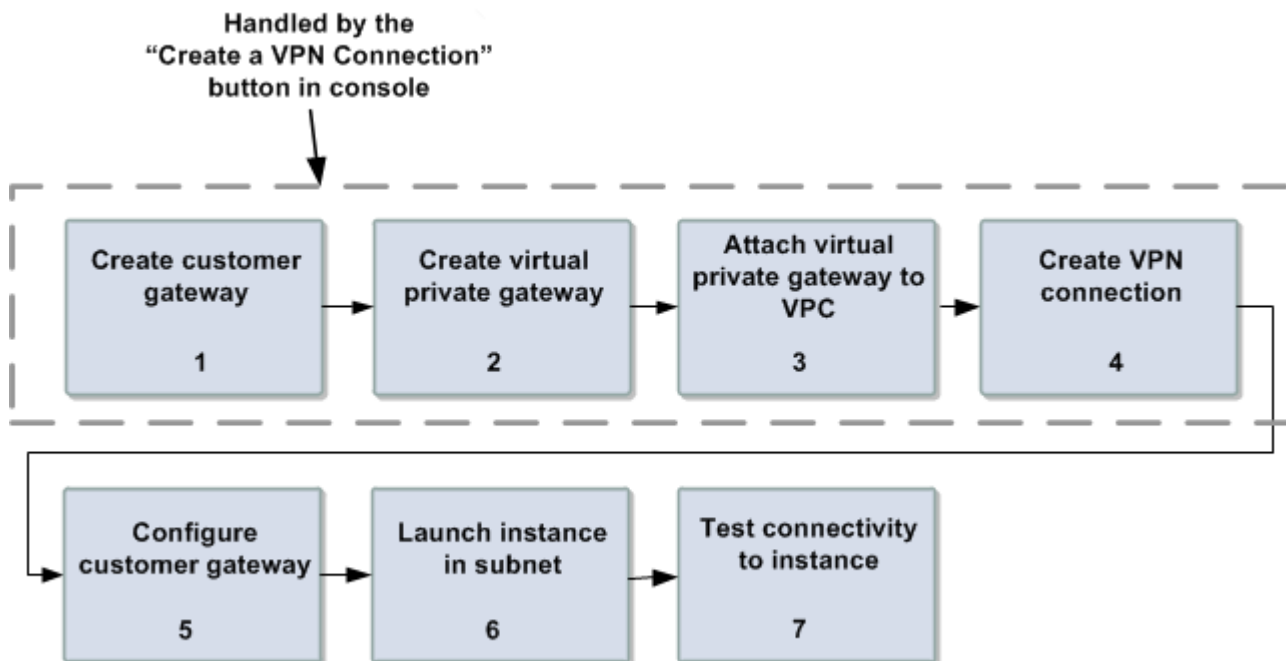 Handled by the
“Create a VPN Connection”
button in console
Create customer
gateway
1
Create virtual
private gateway
2
Attach virtual
private gateway to
VPC
3
Create VPN
connection
4
Configure
customer gateway
5
Launch instance
in subnet
6
Test connectivity
to instance
7